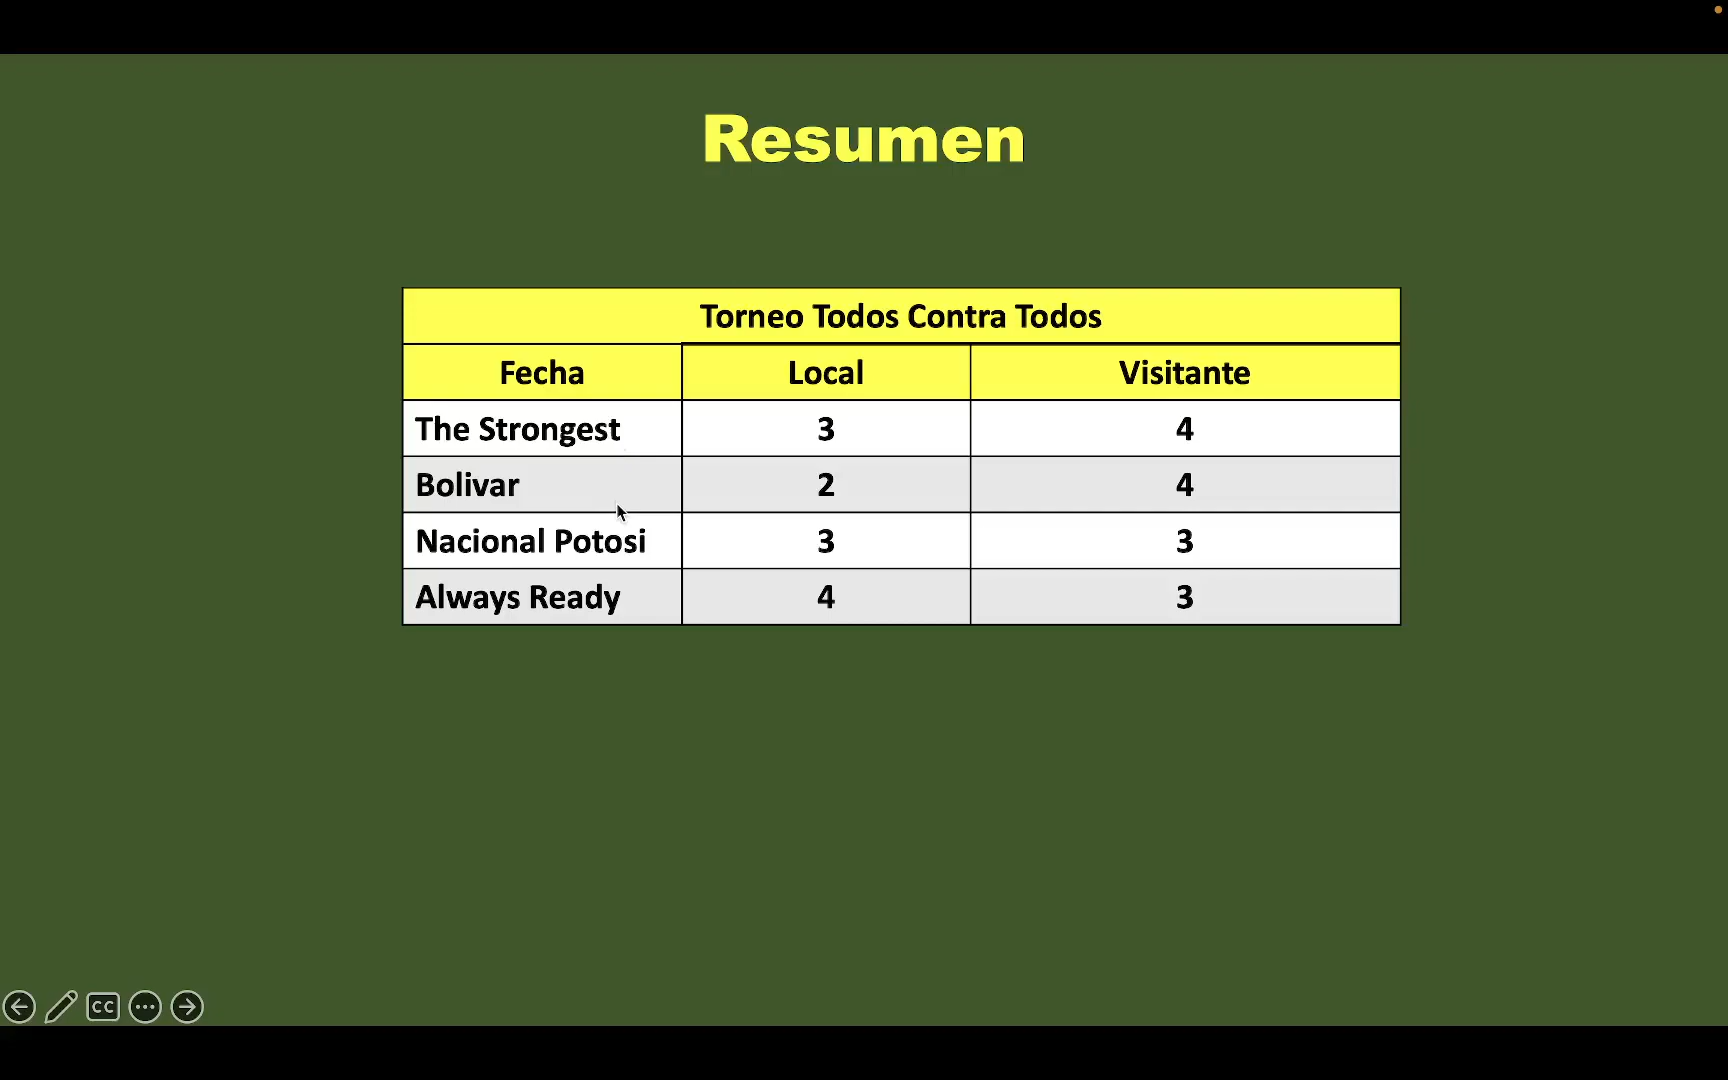 Resumen
Torneo Todos Contra Todos
Fecha Local Visitante
The Strongest 3 4
Bolivar 2 4
Nacional Potosi 3 3
Always Ready 4 3
CC